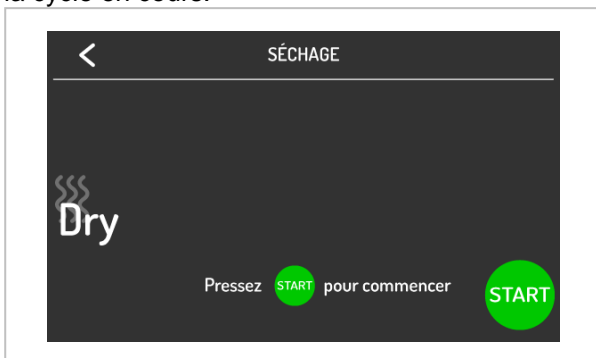 la cycle en cours.
SÉCHAGE
Dry
Pressez START pour commencer
START